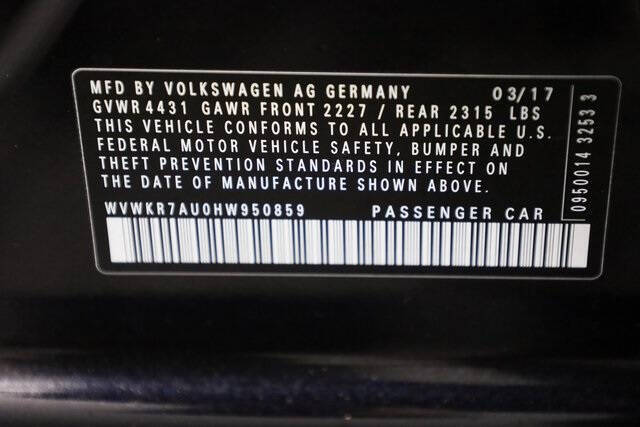 MFD BY VOLKSWAGEN AG GERMANY 03/17
GVWR 4431 GAWR FRONT 2227 / REAR 2315 LBS
THIS VEHICLE CONFORMS TO ALL APPLICABLE U.S.
FEDERAL MOTOR VEHICLE SAFETY, BUMPER AND
THEFT PREVENTION STANDARDS IN EFFECT ON
THE DATE OF MANUFACTURE SHOWN ABOVE.
WVWKR7AU0HW950859 PASSENGER CAR
0950014 3253 3